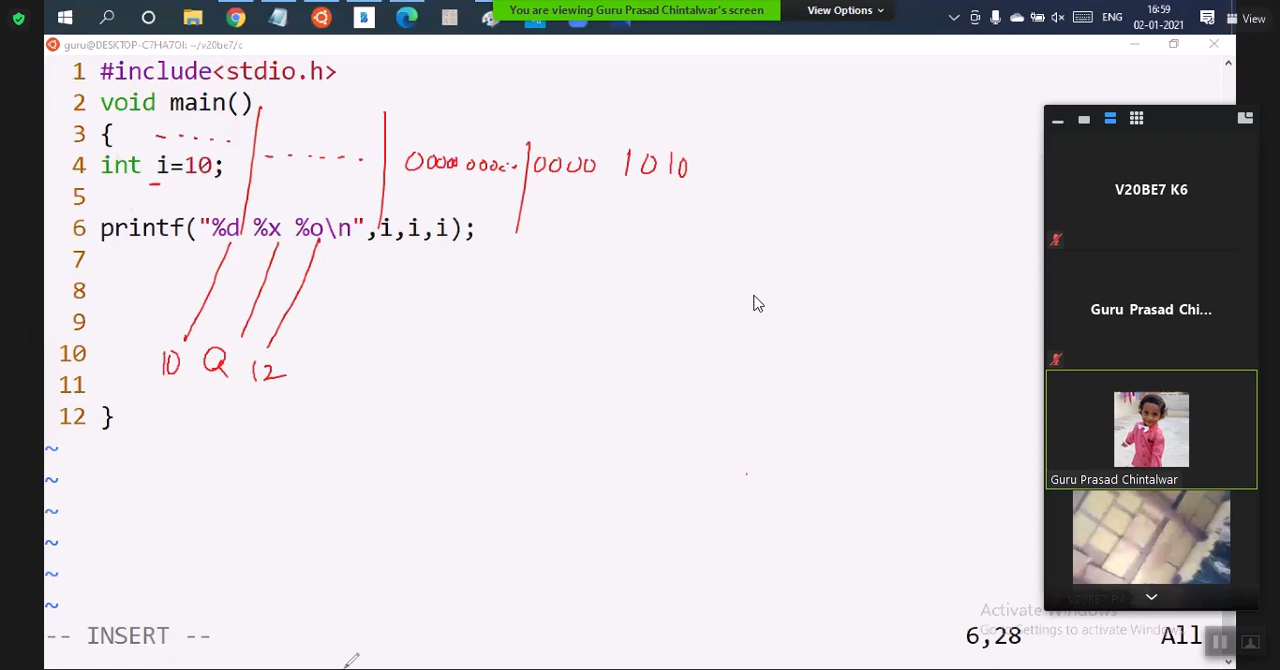 You are viewing Guru Prasad Chintalwar's screen
View Options
ENG
16:59
02-01-2021
View
guru@DESKTOP-C7HA7OI: ~/v20be7/c
1 #include<stdio.h>
2 void main()
3 {
4 int i=10;
0000 1010
5
6 printf("%d %x %o\n",i,i,i);
7
8
9
10
10 12
11
12 }
~
~
~
~
~
~
-- INSERT --
6,28
All
V20BE7 K6
Guru Prasad Chi...
Guru Prasad Chintalwar
Activate Windows
Go to Settings to activate Windows.